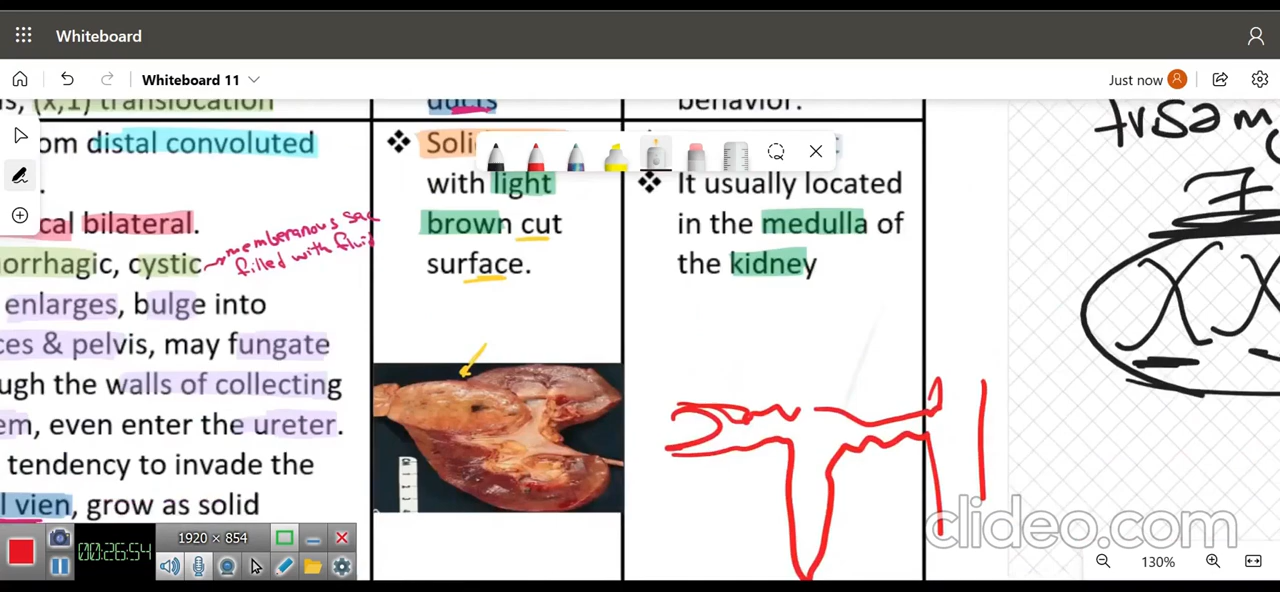 Whiteboard
Whiteboard 11
Just now
s, (x,1) translocation
om distal convoluted
.
cal bilateral.
orrhagic, cystic
memberanous sac
filled with fluid
enlarges, bulge into
ces & pelvis, may fungate
ugh the walls of collecting
em, even enter the ureter.
tendency to invade the
l vien, grow as solid
ducts
❖ Soli
with light
brown cut
surface.
behavior.
❖ It usually located
in the medulla of
the kidney
XX
clideo.com
00:26:54
1920 × 854
130%